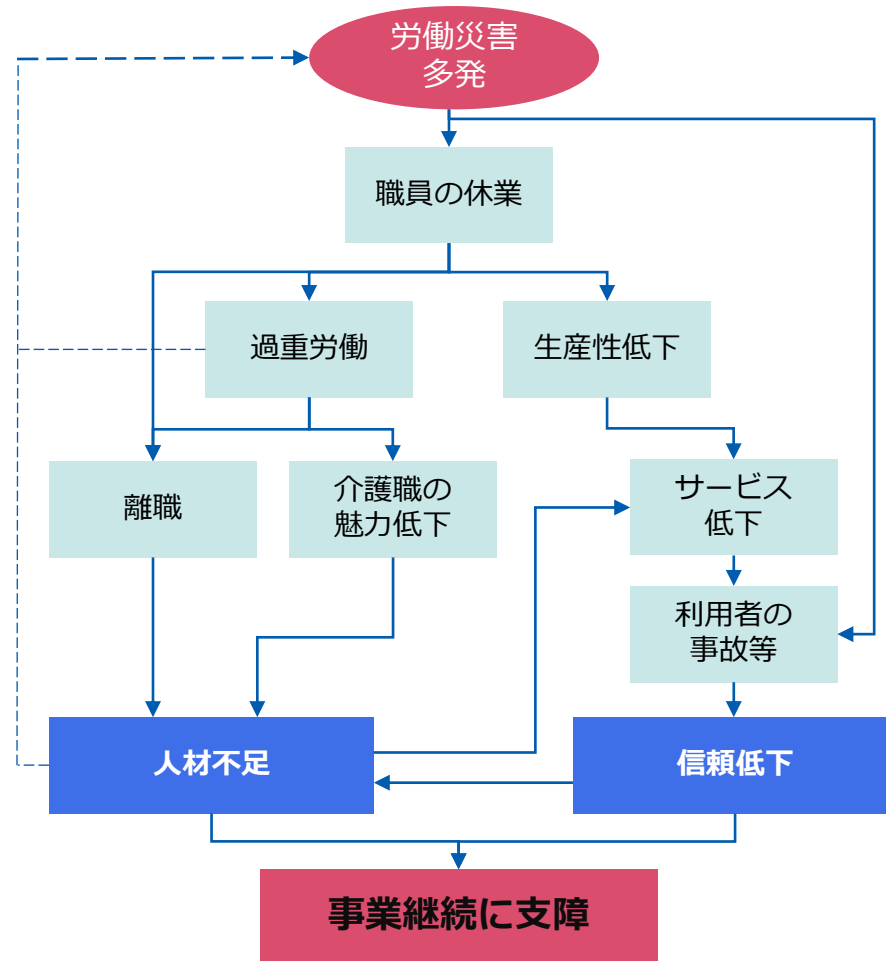 労働災害
多発
職員の休業
過重労働
生産性低下
離職
介護職の
魅力低下
サービス
低下
利用者の
事故等
人材不足
信頼低下
事業継続に支障